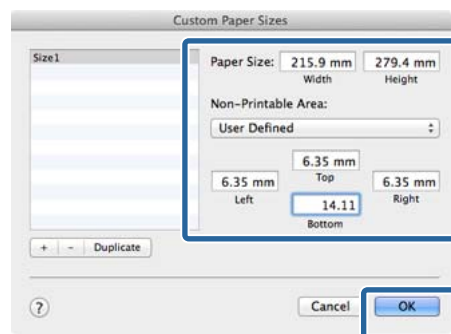 Custom Paper Sizes
Size1
Paper Size: 215.9 mm 279.4 mm
Width Height
Non-Printable Area:
User Defined
6.35 mm
Top
6.35 mm 6.35 mm
Left Right
14.11
Bottom
+ - Duplicate
? Cancel OK